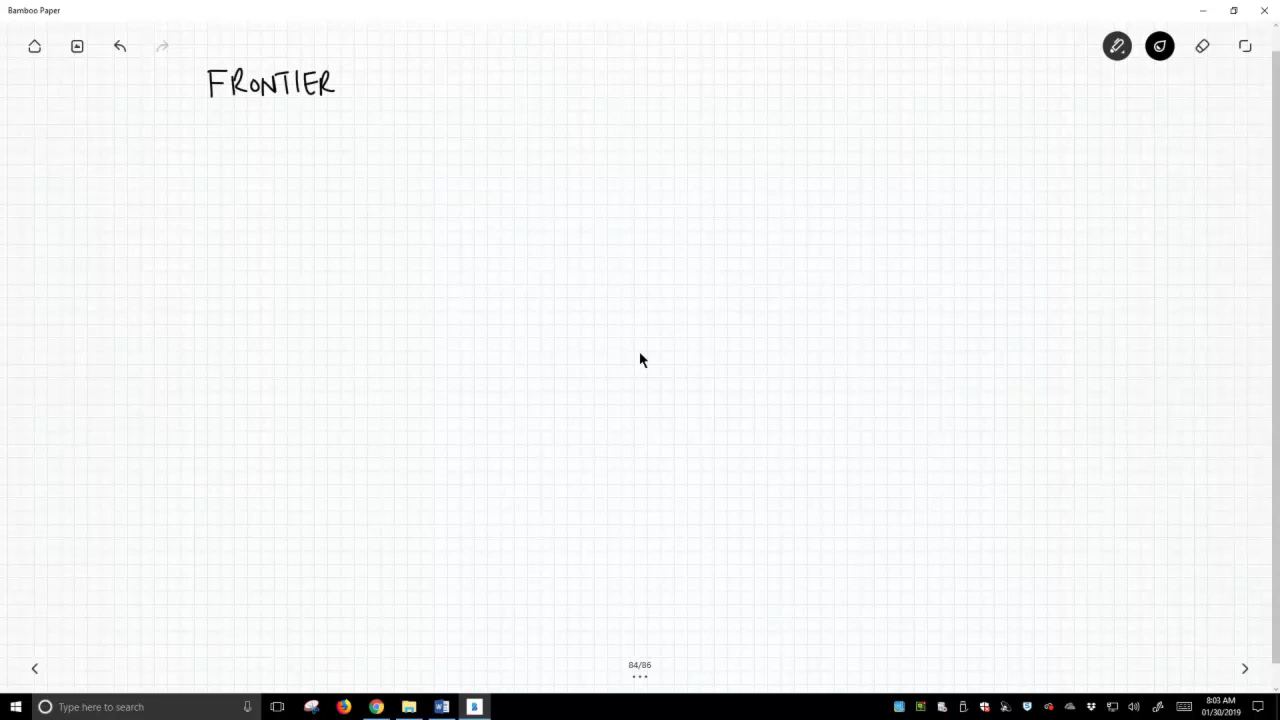 Bamboo Paper
FRONTIER
84/86
Type here to search
8:03 AM
01/30/2019